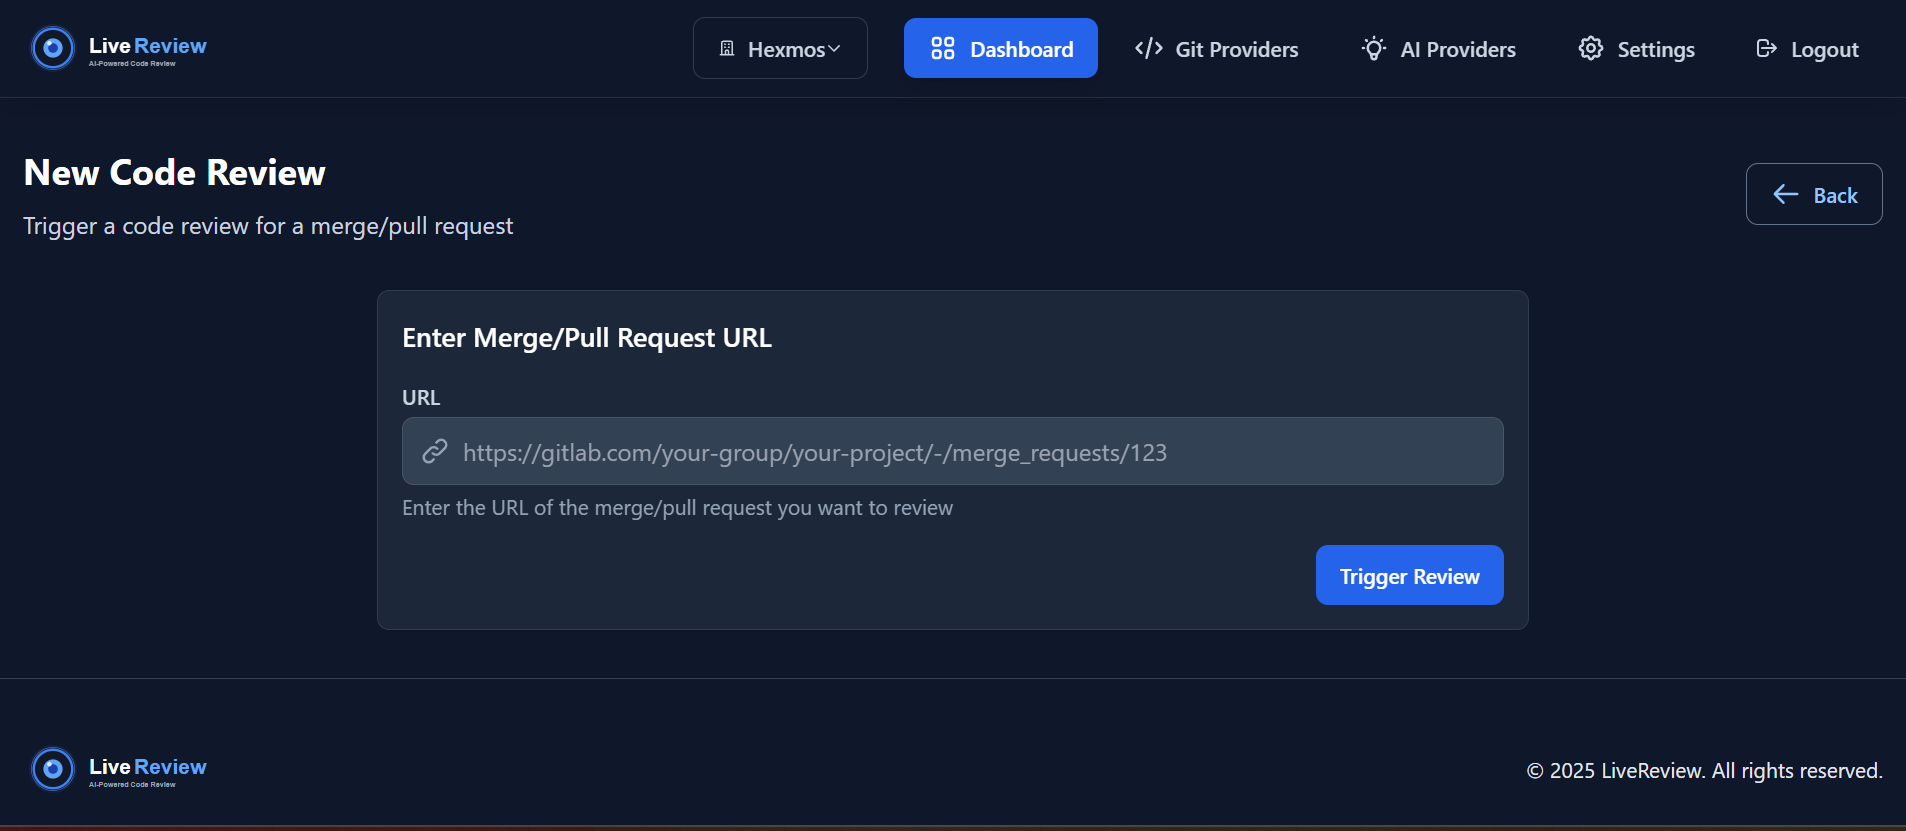 Live Review
AI-Powered Code Review
Hexmos
Dashboard
Git Providers
AI Providers
Settings
Logout
New Code Review
Trigger a code review for a merge/pull request
Back
Enter Merge/Pull Request URL
URL
https://gitlab.com/your-group/your-project/-/merge_requests/123
Enter the URL of the merge/pull request you want to review
Trigger Review
Live Review
AI-Powered Code Review
© 2025 LiveReview. All rights reserved.